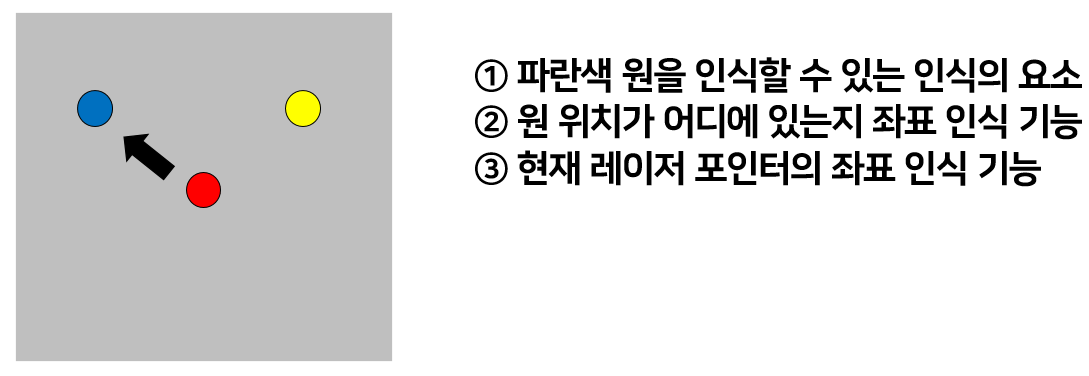 ① 파란색 원을 인식할 수 있는 인식의 요소
② 원 위치가 어디에 있는지 좌표 인식 기능
③ 현재 레이저 포인터의 좌표 인식 기능